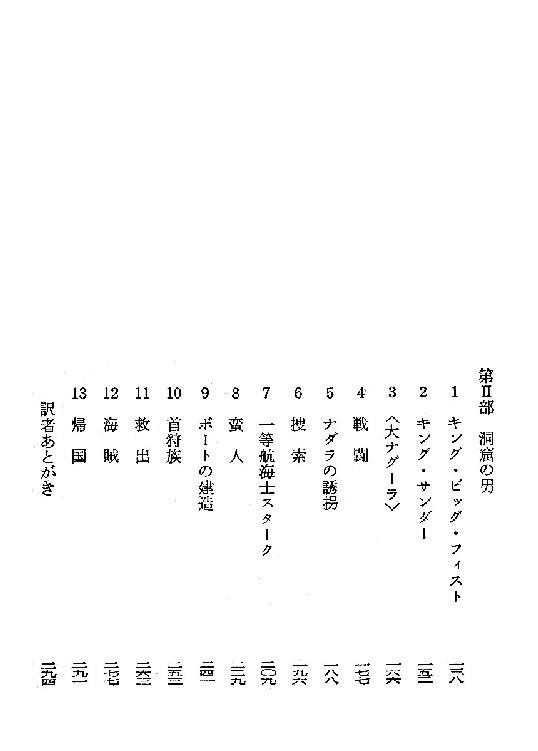 第Ⅱ部 洞窟の男
1 キング・ビッグ・フィスト 一三八
2 キング・サンダー 一五二
3 〈大ナグーラ〉 一六六
4 戦闘 一七七
5 ナダラの誘拐 一八八
6 捜索 一九六
7 一等航海士スターク 二〇九
8 蛮人 二二九
9 ボートの建造 二四一
10 首狩族 二五三
11 救出 二六三
12 海賊 二七七
13 帰国 二九一
訳者あとがき 二九四